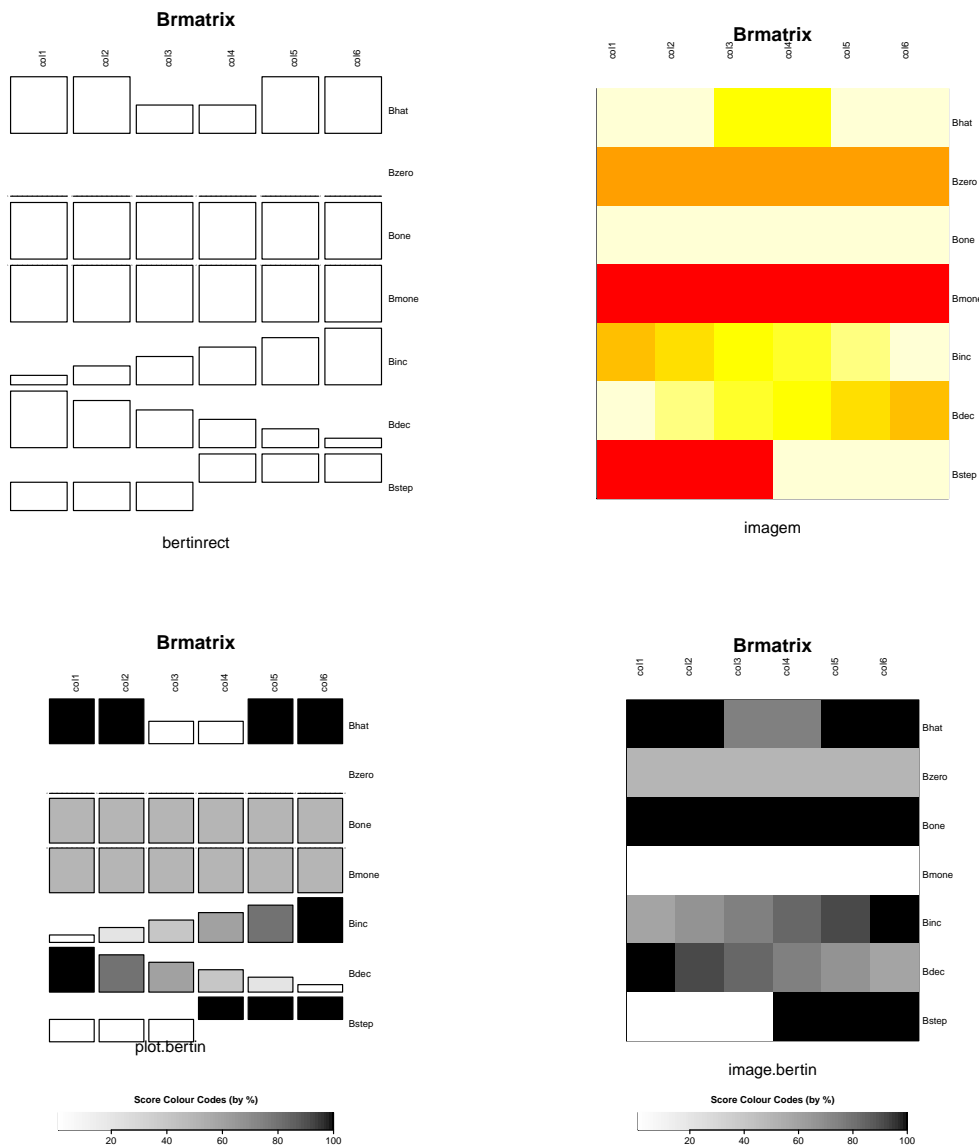 Brmatrix
col1 col2 col3 col4 col5 col6
Bhat
Bzero
Bone
Bmone
Binc
Bdec
Bstep
bertinrect
Brmatrix
col1 col2 col3 col4 col5 col6
Bhat
Bzero
Bone
Bmone
Binc
Bdec
Bstep
imagem
Brmatrix
col1 col2 col3 col4 col5 col6
Bhat
Bzero
Bone
Bmone
Binc
Bdec
Bstep
plot.bertin
Score Colour Codes (by %)
20 40 60 80 100
Brmatrix
col1 col2 col3 col4 col5 col6
Bhat
Bzero
Bone
Bmone
Binc
Bdec
Bstep
image.bertin
Score Colour Codes (by %)
20 40 60 80 100